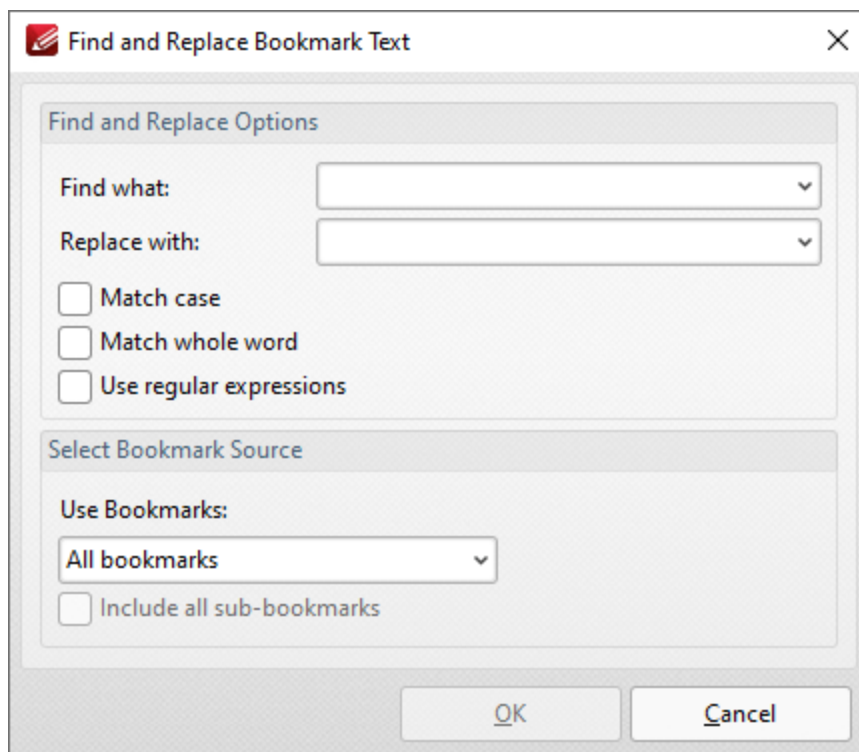 Find and Replace Bookmark Text
Find and Replace Options
Find what:
Replace with:
Match case
Match whole word
Use regular expressions
Select Bookmark Source
Use Bookmarks:
All bookmarks
Include all sub-bookmarks
OK Cancel